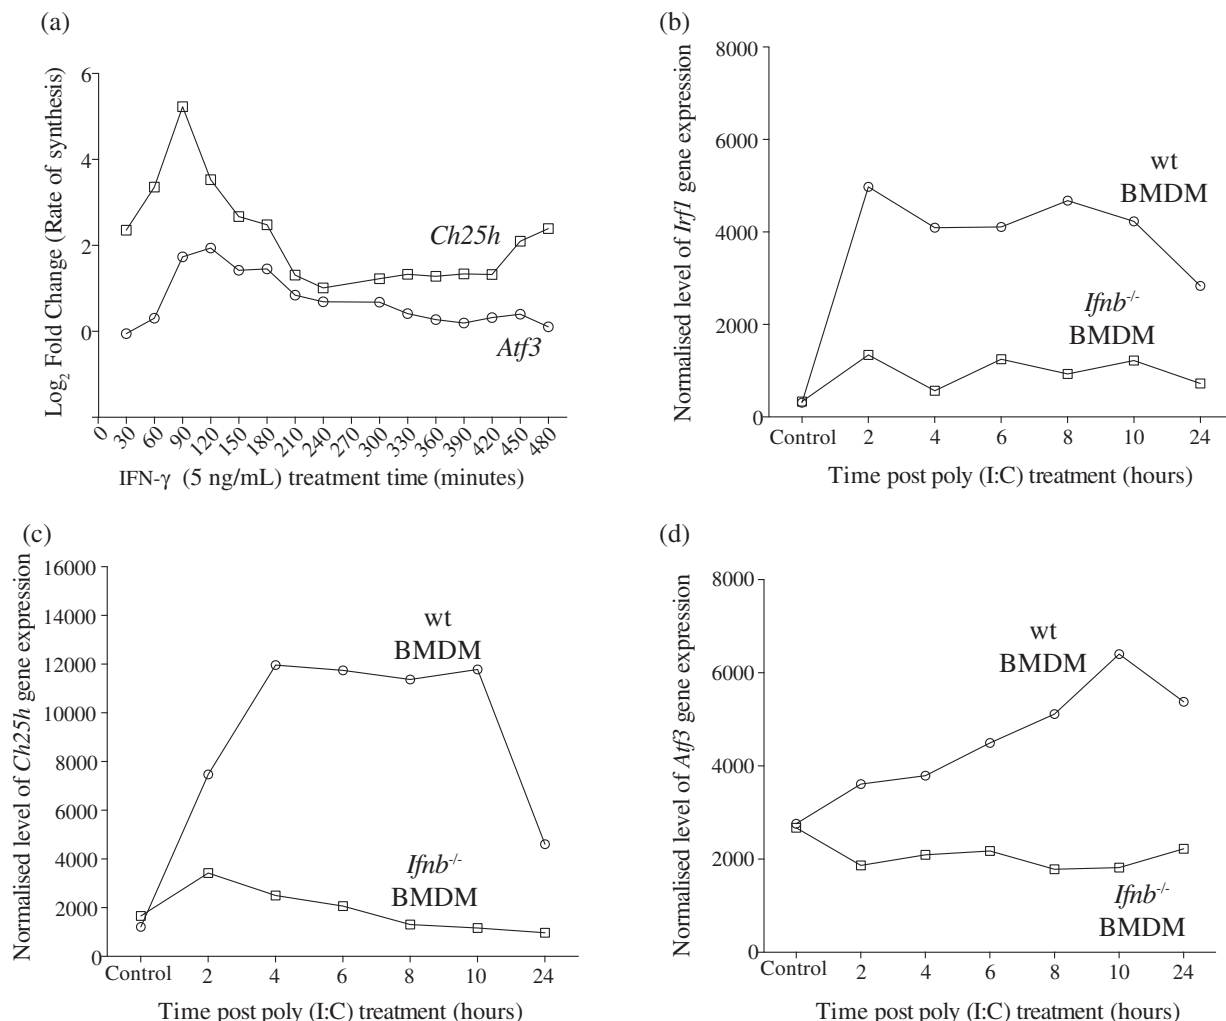 (a)
Log2 Fold Change (Rate of synthesis)
6
4
2
0
Ch25h
Atf3
0 30 60 90 120 150 180 210 240 270 300 330 360 390 420 450 480
IFN-γ (5 ng/mL) treatment time (minutes)
(b)
Normalised level of Irf1 gene expression
8000
6000
4000
2000
0
wt
BMDM
Ifnb-/-
BMDM
Control 2 4 6 8 10 24
Time post poly (I:C) treatment (hours)
(c)
Normalised level of Ch25h gene expression
16000
14000
12000
10000
8000
6000
4000
2000
0
wt
BMDM
Ifnb-/-
BMDM
Control 2 4 6 8 10 24
Time post poly (I:C) treatment (hours)
(d)
Normalised level of Atf3 gene expression
8000
6000
4000
2000
0
wt
BMDM
Ifnb-/-
BMDM
Control 2 4 6 8 10 24
Time post poly (I:C) treatment (hours)